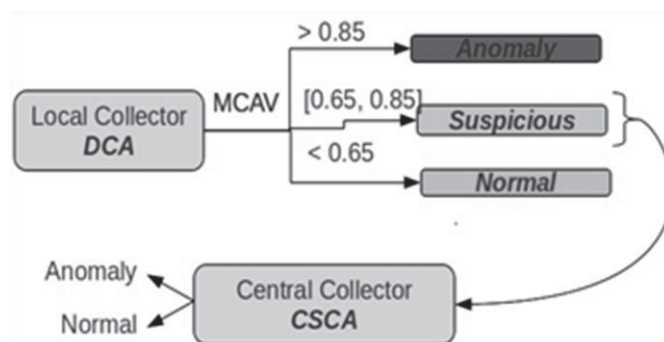 > 0.85
Anomaly
MCAV
[0.65, 0.85]
Local Collector
DCA
Suspicious
< 0.65
Normal
Anomaly
Normal
Central Collector
CSCA